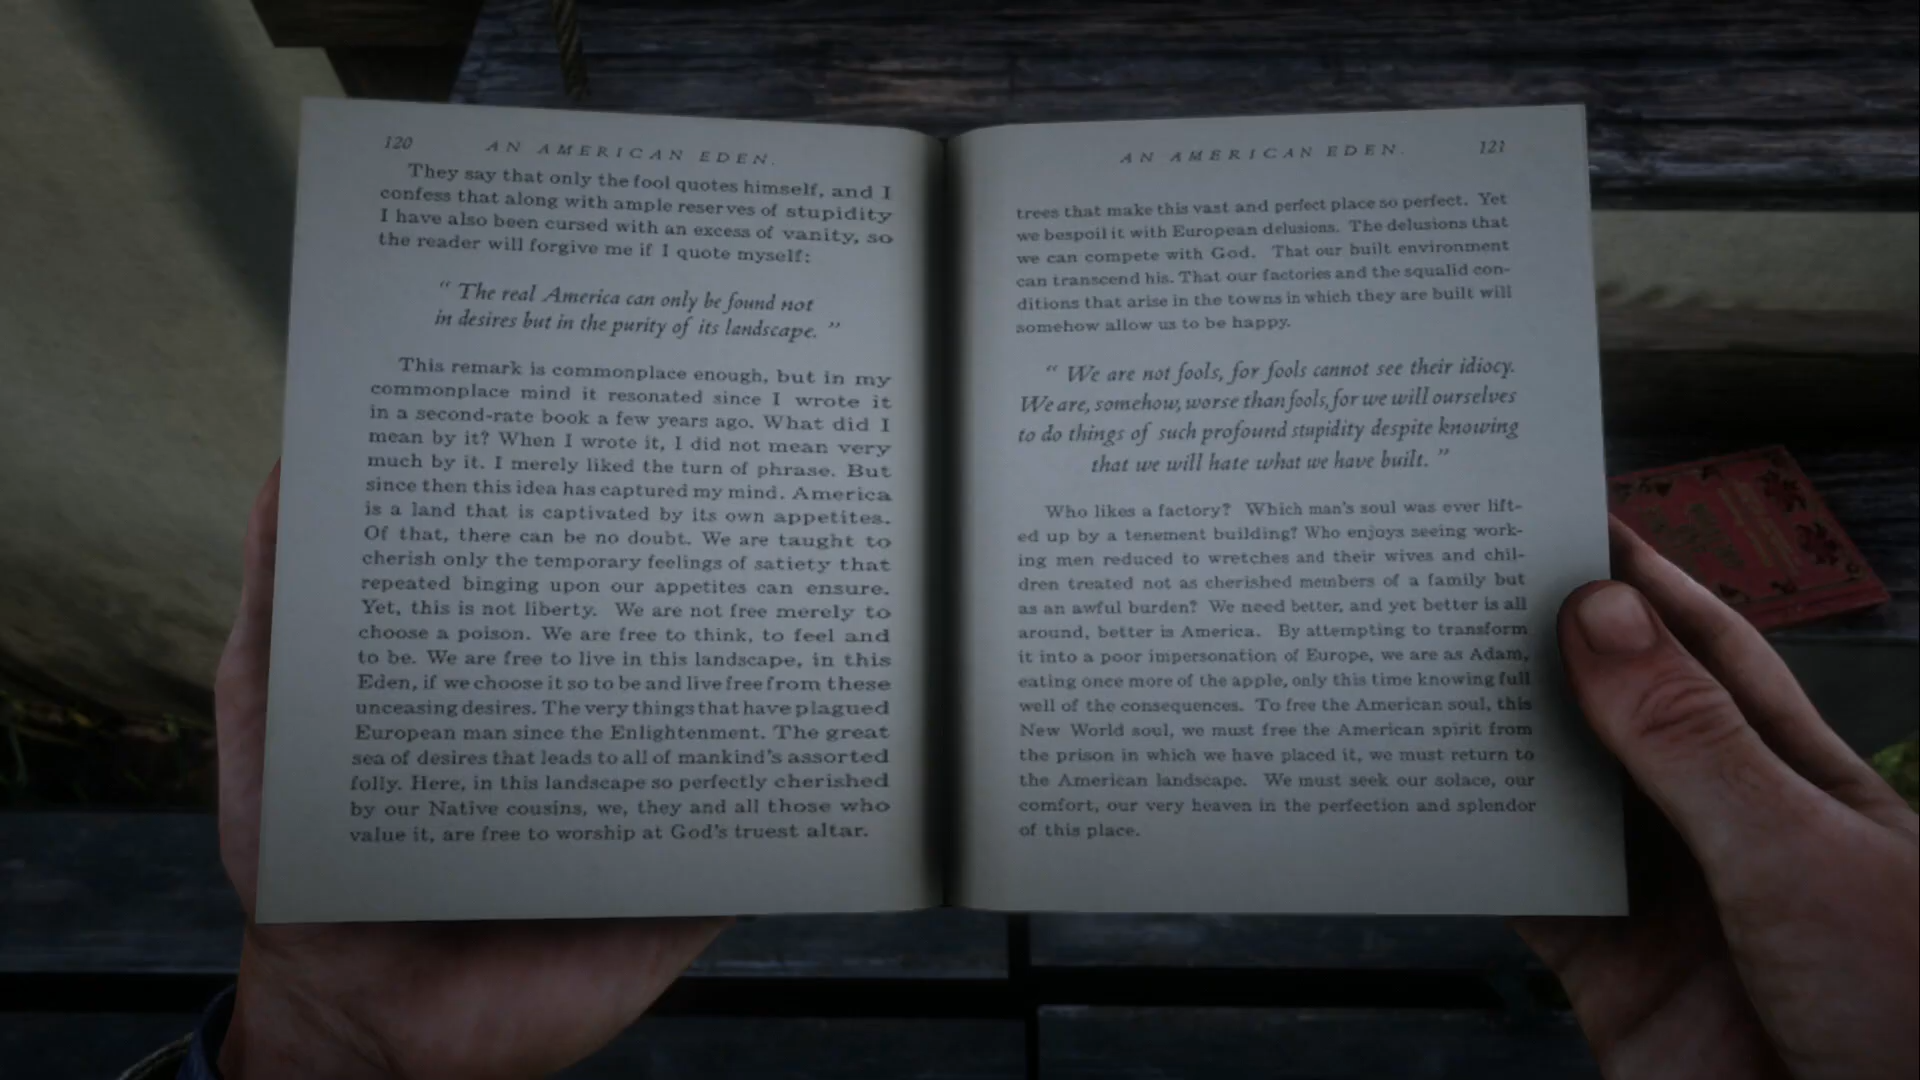 120 AN AMERICAN EDEN.
They say that only the fool quotes himself, and I
confess that along with ample reserves of stupidity
I have also been cursed with an excess of vanity, so
the reader will forgive me if I quote myself:
“ The real America can only be found not
in desires but in the purity of its landscape. ”
This remark is commonplace enough, but in my
commonplace mind it resonated since I wrote it
in a second-rate book a few years ago. What did I
mean by it? When I wrote it, I did not mean very
much by it. I merely liked the turn of phrase. But
since then this idea has captured my mind. America
is a land that is captivated by its own appetites.
Of that, there can be no doubt. We are taught to
cherish only the temporary feelings of satiety that
repeated binging upon our appetites can ensure.
Yet, this is not liberty. We are not free merely to
choose a poison. We are free to think, to feel and
to be. We are free to live in this landscape, in this
Eden, if we choose it so to be and live free from these
unceasing desires. The very things that have plagued
European man since the Enlightenment. The great
sea of desires that leads to all of mankind's assorted
folly. Here, in this landscape so perfectly cherished
by our Native cousins, we, they and all those who
value it, are free to worship at God's truest altar.
AN AMERICAN EDEN. 121
trees that make this vast and perfect place so perfect. Yet
we bespoil it with European delusions. The delusions that
we can compete with God. That our built environment
can transcend his. That our factories and the squalid con-
ditions that arise in the towns in which they are built will
somehow allow us to be happy.
“ We are not fools, for fools cannot see their idiocy.
We are, somehow, worse than fools, for we will ourselves
to do things of such profound stupidity despite knowing
that we will hate what we have built. ”
Who likes a factory? Which man's soul was ever lift-
ed up by a tenement building? Who enjoys seeing work-
ing men reduced to wretches and their wives and chil-
dren treated not as cherished members of a family but
as an awful burden? We need better, and yet better is all
around, better is America. By attempting to transform
it into a poor impersonation of Europe, we are as Adam,
eating once more of the apple, only this time knowing full
well of the consequences. To free the American soul, this
New World soul, we must free the American spirit from
the prison in which we have placed it, we must return to
the American landscape. We must seek our solace, our
comfort, our very heaven in the perfection and splendor
of this place.